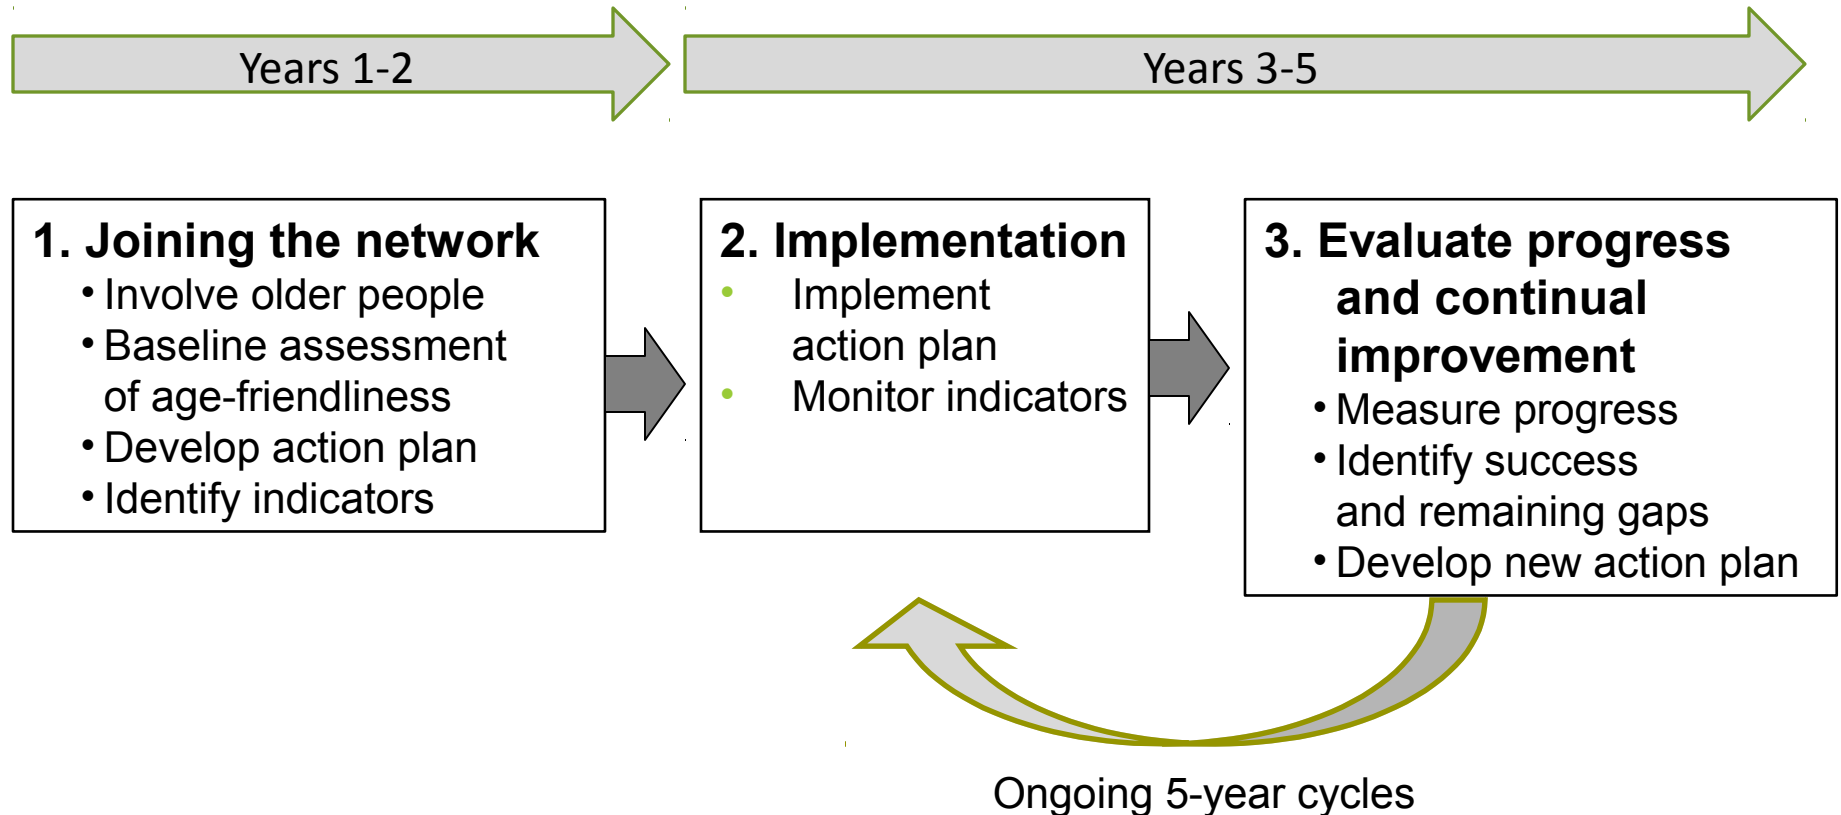 Years 1-2
Years 3-5
1. Joining the network
• Involve older people
• Baseline assessment
of age-friendliness
• Develop action plan
• Identify indicators
2. Implementation
• Implement
action plan
• Monitor indicators
3. Evaluate progress
and continual
improvement
• Measure progress
• Identify success
and remaining gaps
• Develop new action plan
Ongoing 5-year cycles